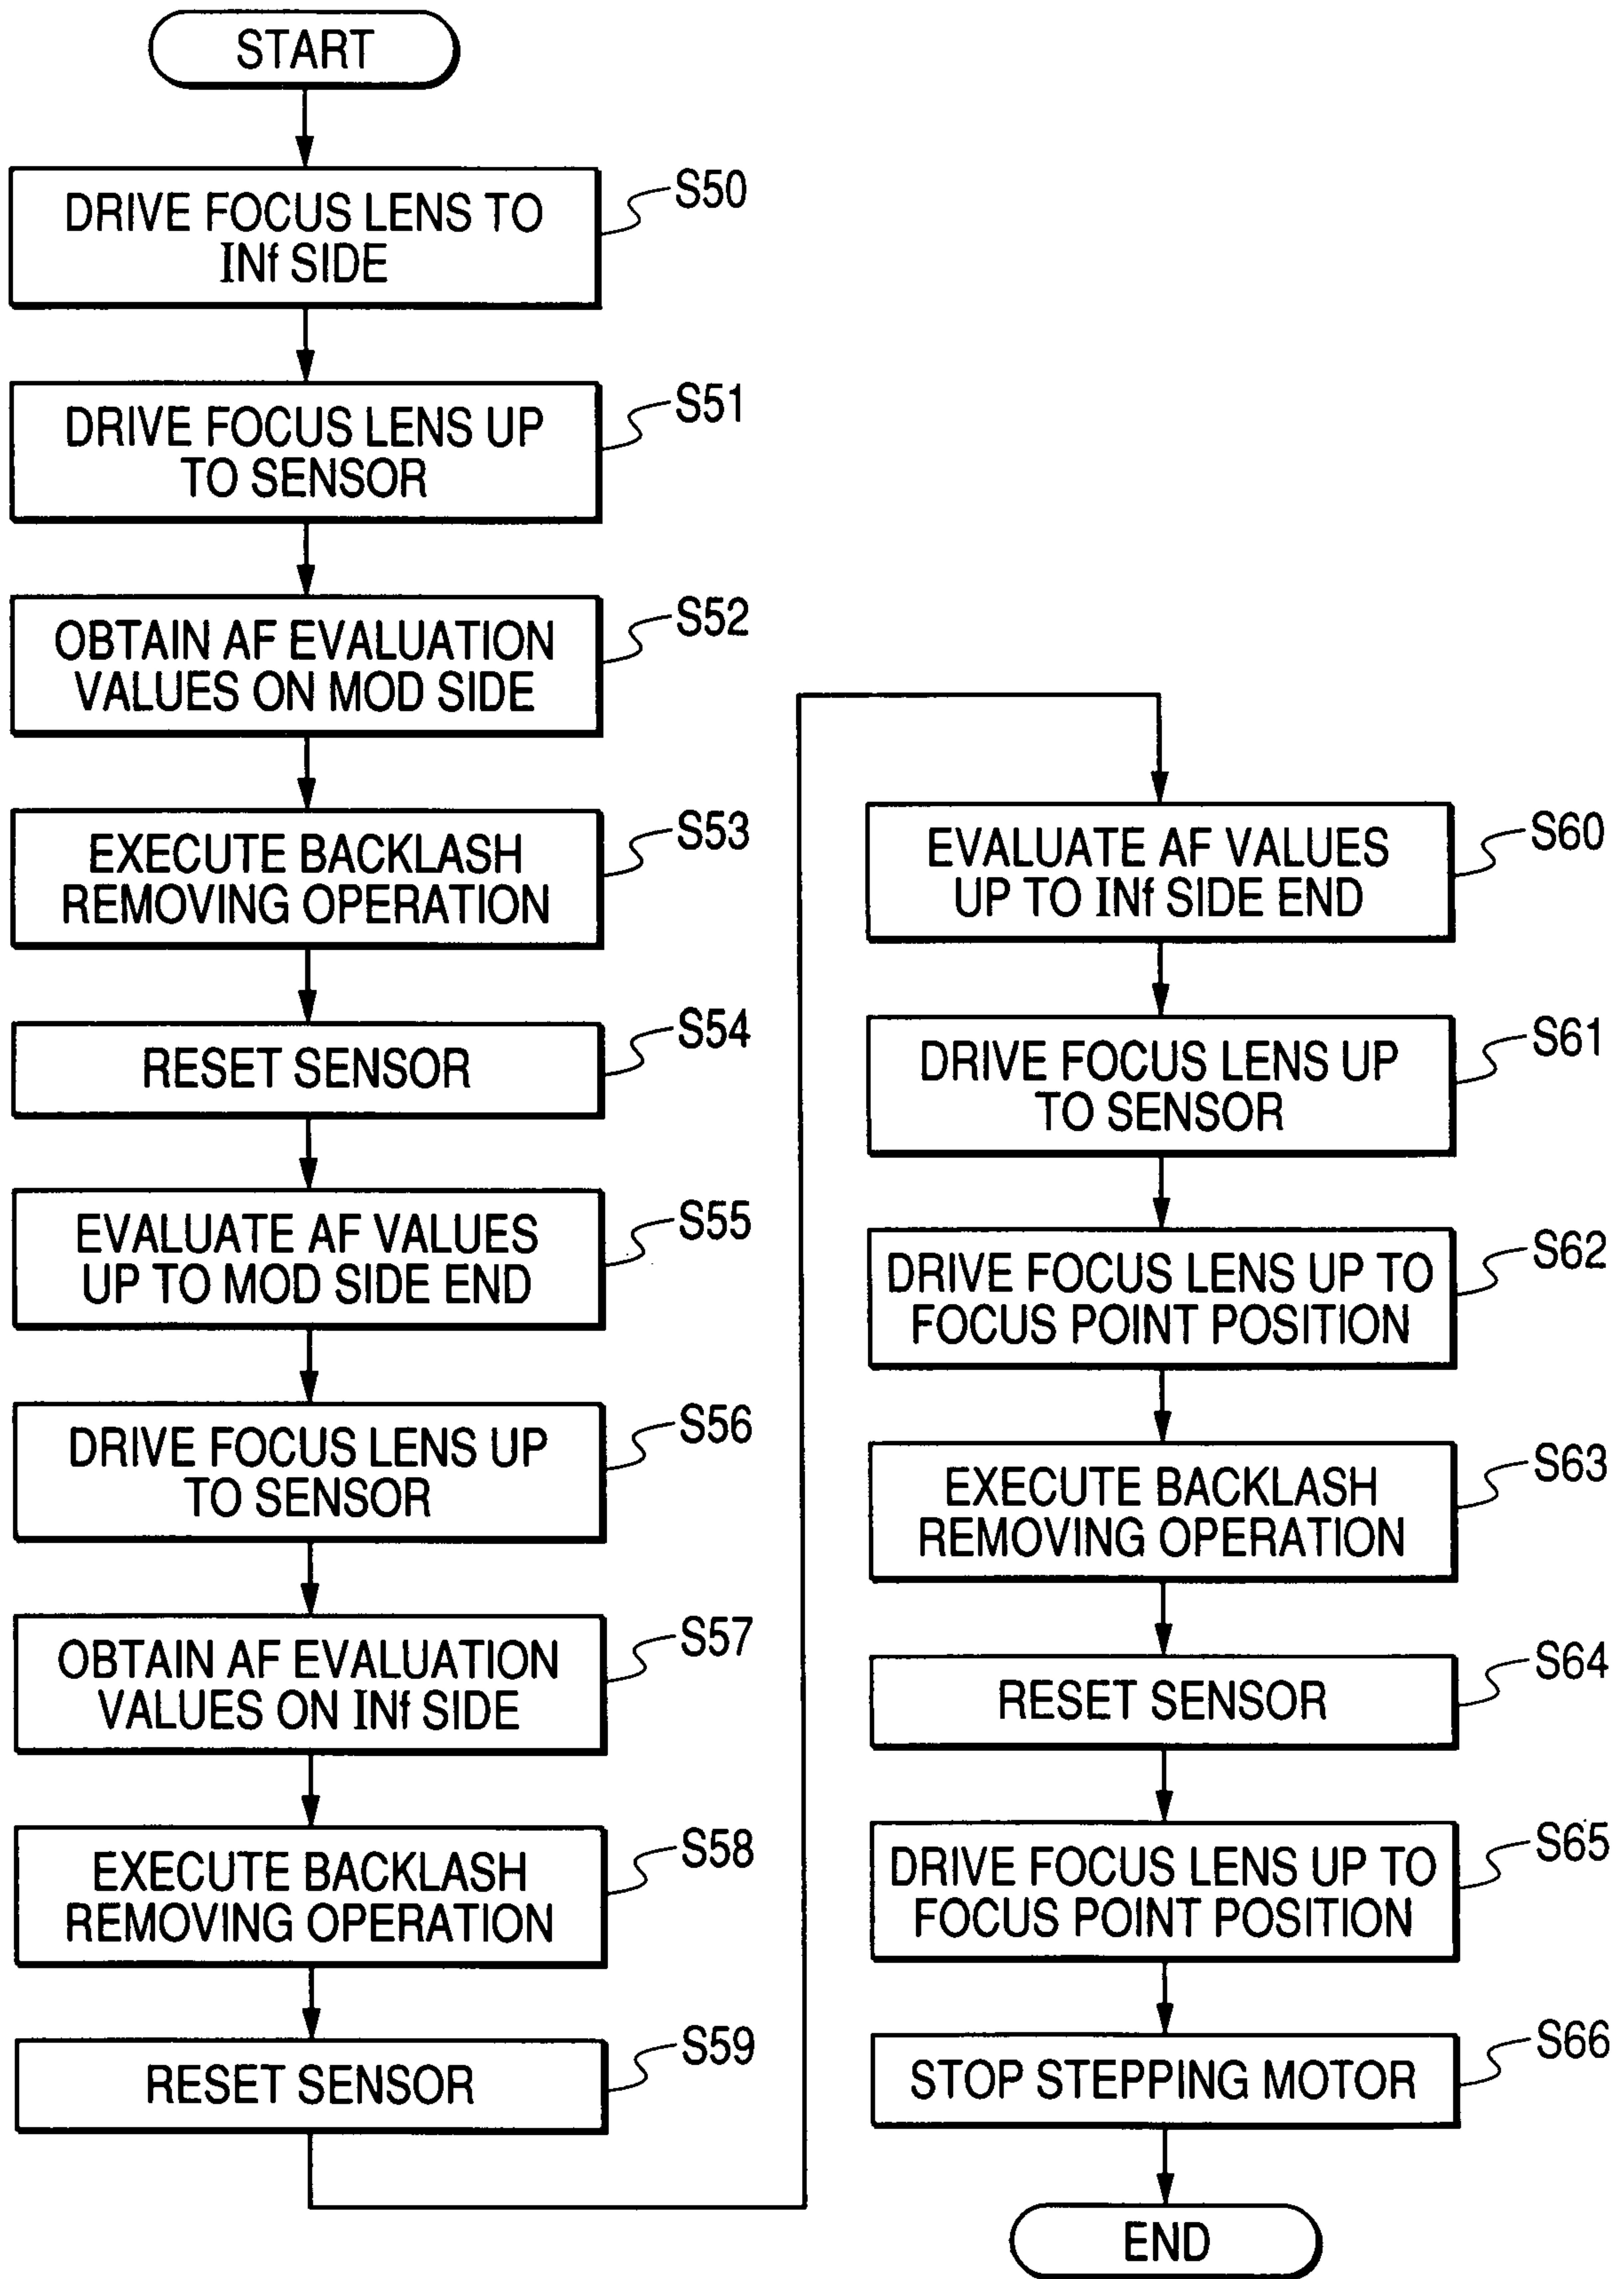 START
DRIVE FOCUS LENS TO
INf SIDE
S50
DRIVE FOCUS LENS UP
TO SENSOR
S51
OBTAIN AF EVALUATION
VALUES ON MOD SIDE
S52
EXECUTE BACKLASH
REMOVING OPERATION
S53
RESET SENSOR
S54
EVALUATE AF VALUES
UP TO MOD SIDE END
S55
DRIVE FOCUS LENS UP
TO SENSOR
S56
OBTAIN AF EVALUATION
VALUES ON INf SIDE
S57
EXECUTE BACKLASH
REMOVING OPERATION
S58
RESET SENSOR
S59
EVALUATE AF VALUES
UP TO INf SIDE END
S60
DRIVE FOCUS LENS UP
TO SENSOR
S61
DRIVE FOCUS LENS UP TO
FOCUS POINT POSITION
S62
EXECUTE BACKLASH
REMOVING OPERATION
S63
RESET SENSOR
S64
DRIVE FOCUS LENS UP TO
FOCUS POINT POSITION
S65
STOP STEPPING MOTOR
S66
END